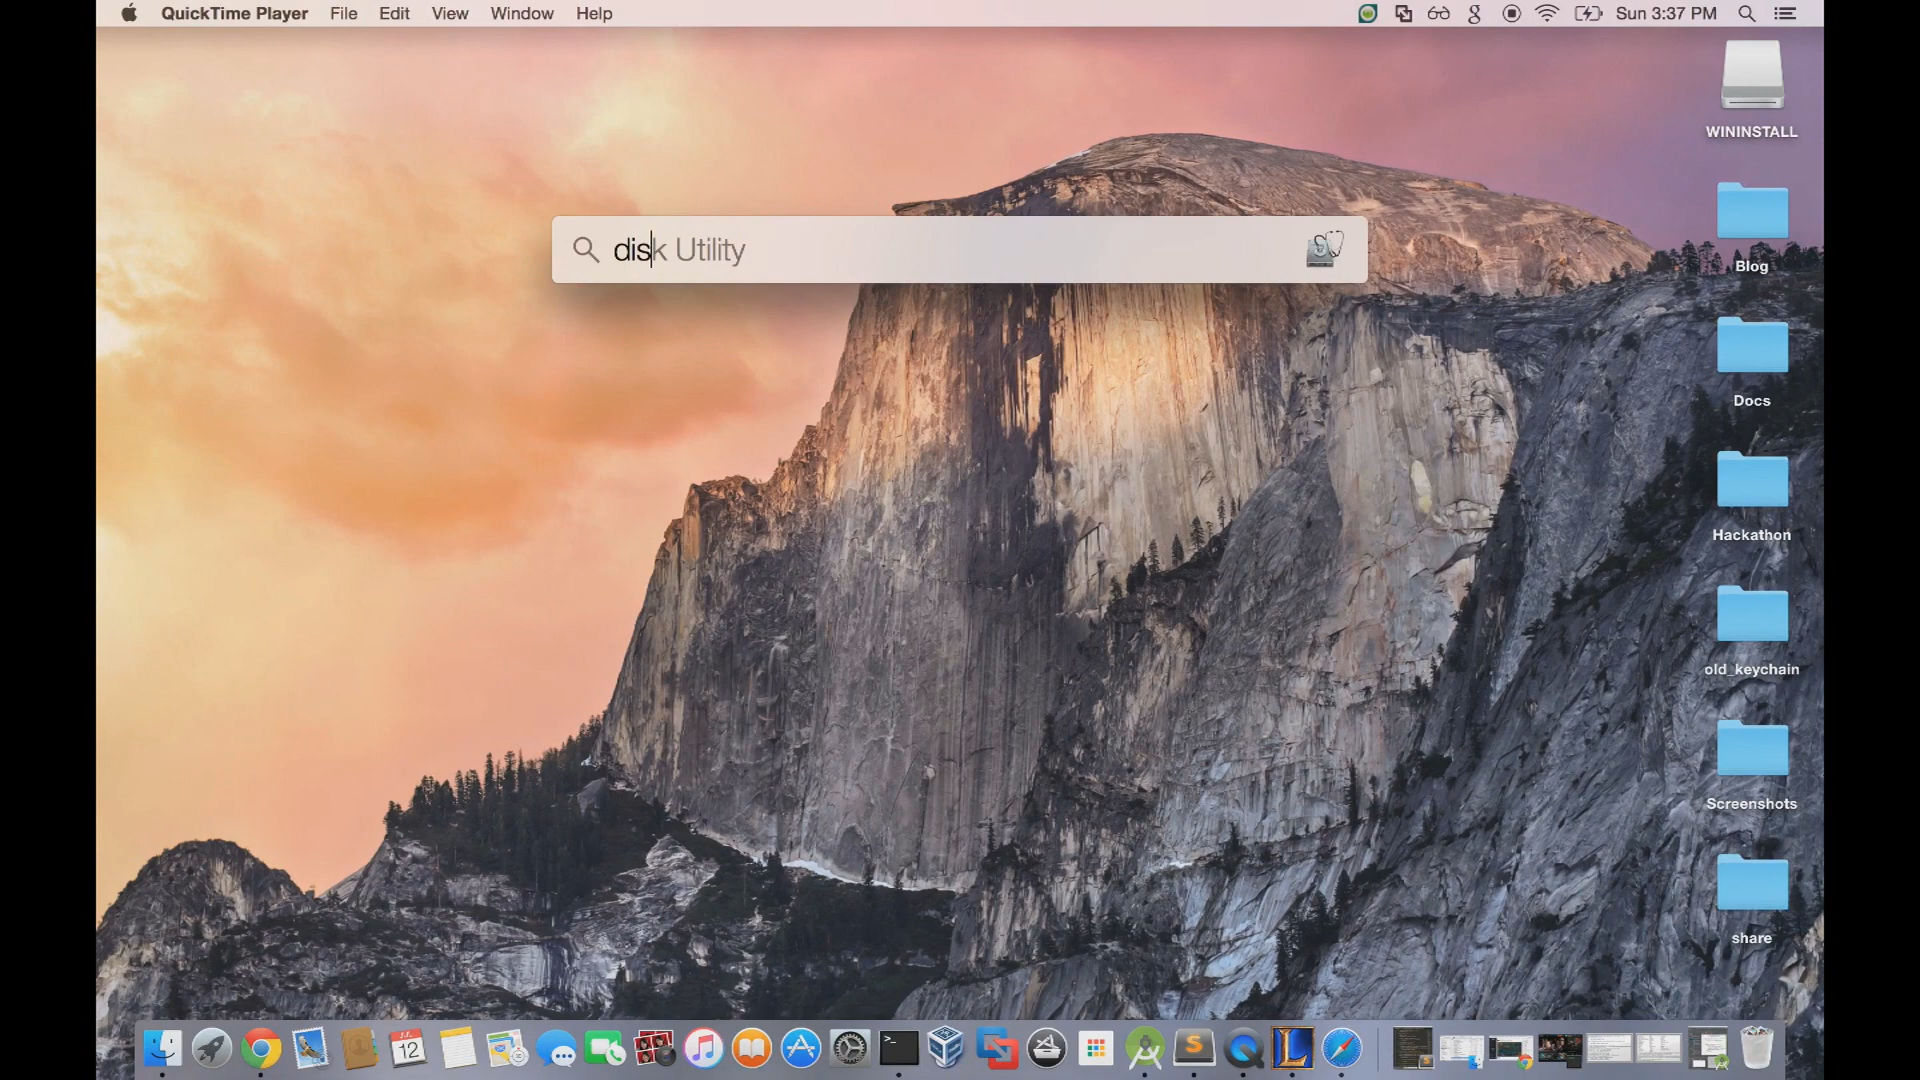 QuickTime Player File Edit View Window Help
Sun 3:37 PM
WININSTALL
disk Utility
Blog
Docs
Hackathon
old_keychain
Screenshots
share
12